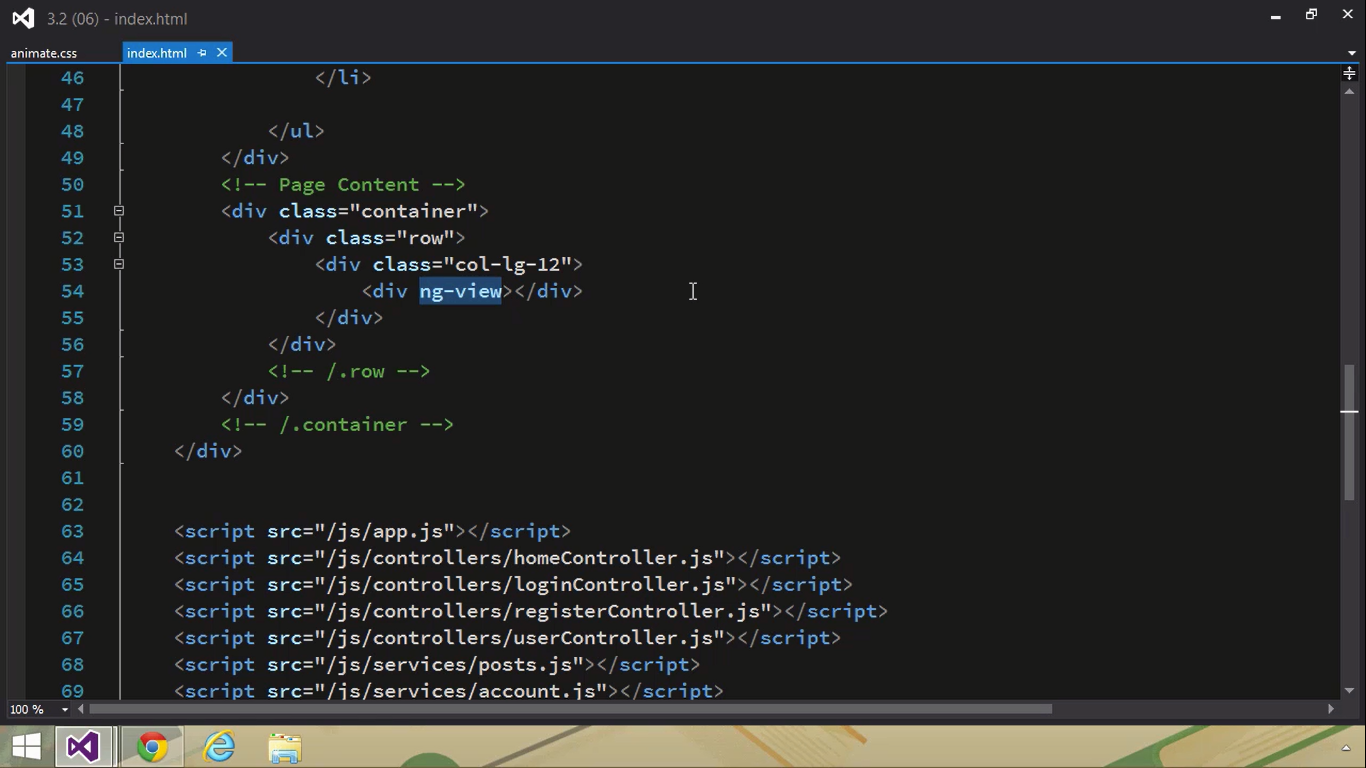 3.2 (06) - index.html
animate.css
index.html
46 </li>
47
48 </ul>
49 </div>
50 <!-- Page Content -->
51 <div class="container">
52 <div class="row">
53 <div class="col-lg-12">
54 <div ng-view></div>
55 </div>
56 </div>
57 <!-- /.row -->
58 </div>
59 <!-- /.container -->
60 </div>
61
62
63 <script src="/js/app.js"></script>
64 <script src="/js/controllers/homeController.js"></script>
65 <script src="/js/controllers/loginController.js"></script>
66 <script src="/js/controllers/registerController.js"></script>
67 <script src="/js/controllers/userController.js"></script>
68 <script src="/js/services/posts.js"></script>
69 <script src="/js/services/account.js"></script>
100 %